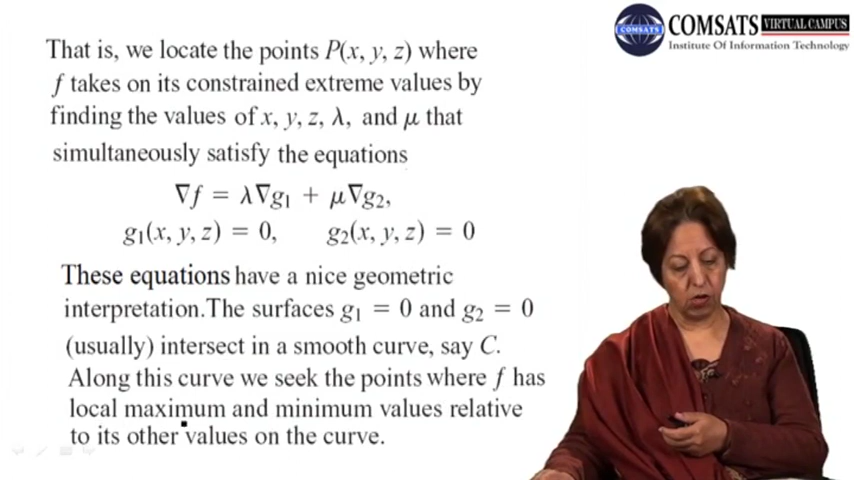 COMSATS VIRTUAL CAMPUS
Institute Of Information Technology
COMSATS
That is, we locate the points P(x, y, z) where
f takes on its constrained extreme values by
finding the values of x, y, z, λ, and μ that
simultaneously satisfy the equations
∇f = λ∇g₁ + μ∇g₂,
g₁(x, y, z) = 0, g₂(x, y, z) = 0
These equations have a nice geometric
interpretation.The surfaces g₁ = 0 and g₂ = 0
(usually) intersect in a smooth curve, say C.
Along this curve we seek the points where f has
local maximum and minimum values relative
to its other values on the curve.